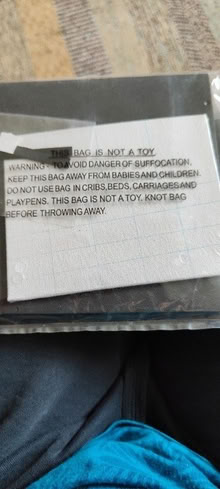 THIS BAG IS NOT A TOY
WARNING - TO AVOID DANGER OF SUFFOCATION,
KEEP THIS BAG AWAY FROM BABIES AND CHILDREN.
DO NOT USE BAG IN CRIBS, BEDS, CARRIAGES AND
PLAYPENS. THIS BAG IS NOT A TOY. KNOT BAG
BEFORE THROWING AWAY.